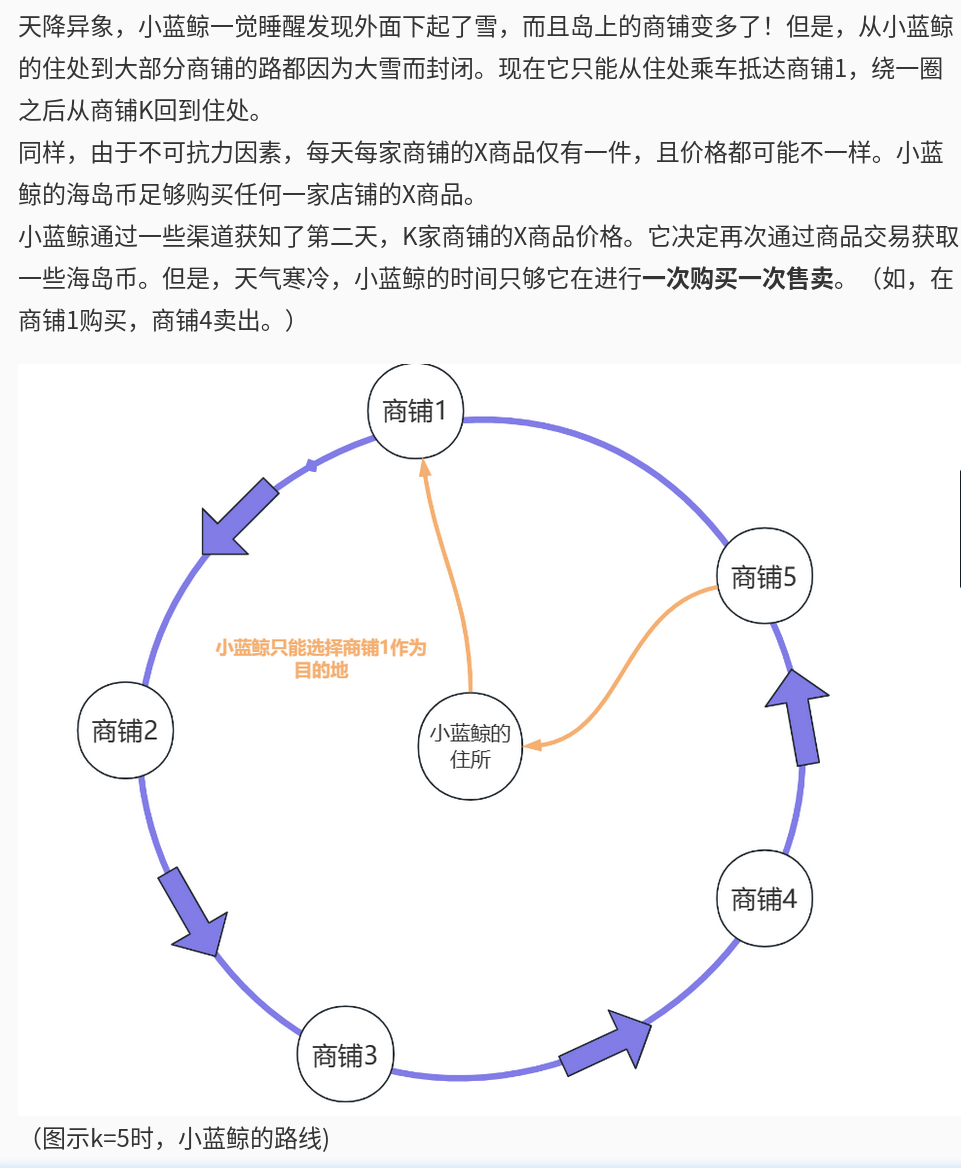 天降异象，小蓝鲸一觉睡醒发现外面下起了雪，而且岛上的商铺变多了！但是，从小蓝鲸
的住处到大部分商铺的路都因为大雪而封闭。现在它只能从住处乘车抵达商铺1，绕一圈
之后从商铺K回到住处。
同样，由于不可抗力因素，每天每家商铺的X商品仅有一件，且价格都可能不一样。小蓝
鲸的海岛币足够购买任何一家店铺的X商品。
小蓝鲸通过一些渠道获知了第二天，K家商铺的X商品价格。它决定再次通过商品交易获取
一些海岛币。但是，天气寒冷，小蓝鲸的时间只够它在进行一次购买一次售卖。（如，在
商铺1购买，商铺4卖出。）
商铺1
商铺5
小蓝鲸只能选择商铺1作为
目的地
商铺2
小蓝鲸的
住所
商铺4
商铺3
（图示k=5时，小蓝鲸的路线)